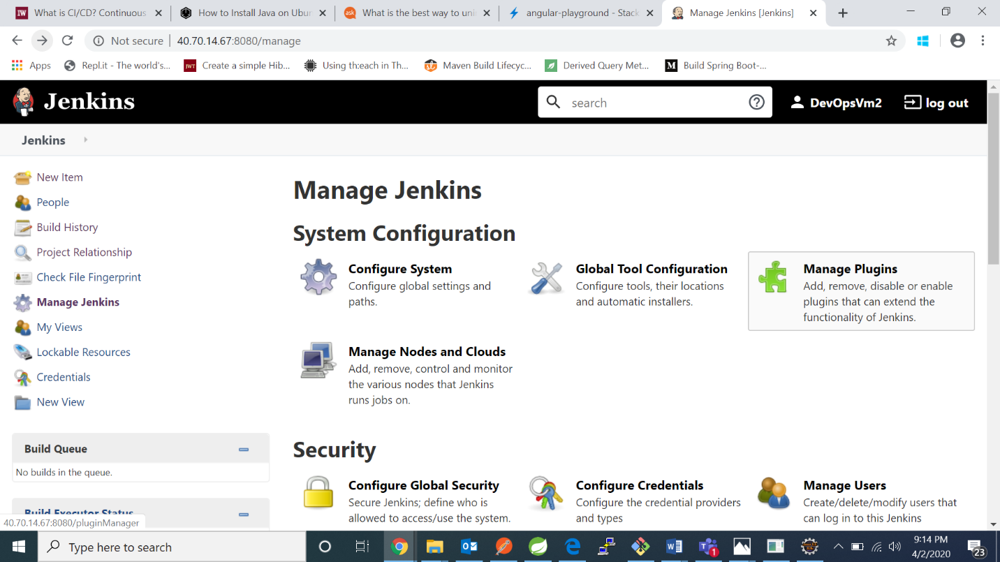 What is CI/CD? Continuous
How to Install Java on Ubun
What is the best way to uni
angular-playground - Stack
Manage Jenkins [Jenkins]
Not secure
40.70.14.67:8080/manage
Apps
Repl.it - The world's...
Create a simple Hib...
Using th:each in Th...
Maven Build Lifecyc...
Derived Query Met...
Build Spring Boot-...
Jenkins
search
DevOpsVm2
log out
Jenkins
New Item
People
Build History
Project Relationship
Check File Fingerprint
Manage Jenkins
My Views
Lockable Resources
Credentials
New View
Build Queue
No builds in the queue.
Build Executor Status
40.70.14.67:8080/pluginManager
Manage Jenkins
System Configuration
Configure System
Configure global settings and
paths.
Global Tool Configuration
Configure tools, their locations
and automatic installers.
Manage Plugins
Add, remove, disable or enable
plugins that can extend the
functionality of Jenkins.
Manage Nodes and Clouds
Add, remove, control and monitor
the various nodes that Jenkins
runs jobs on.
Security
Configure Global Security
Secure Jenkins; define who is
allowed to access/use the system.
Configure Credentials
Configure the credential providers
and types
Manage Users
Create/delete/modify users that
can log in to this Jenkins
Type here to search
9:14 PM
4/2/2020
23